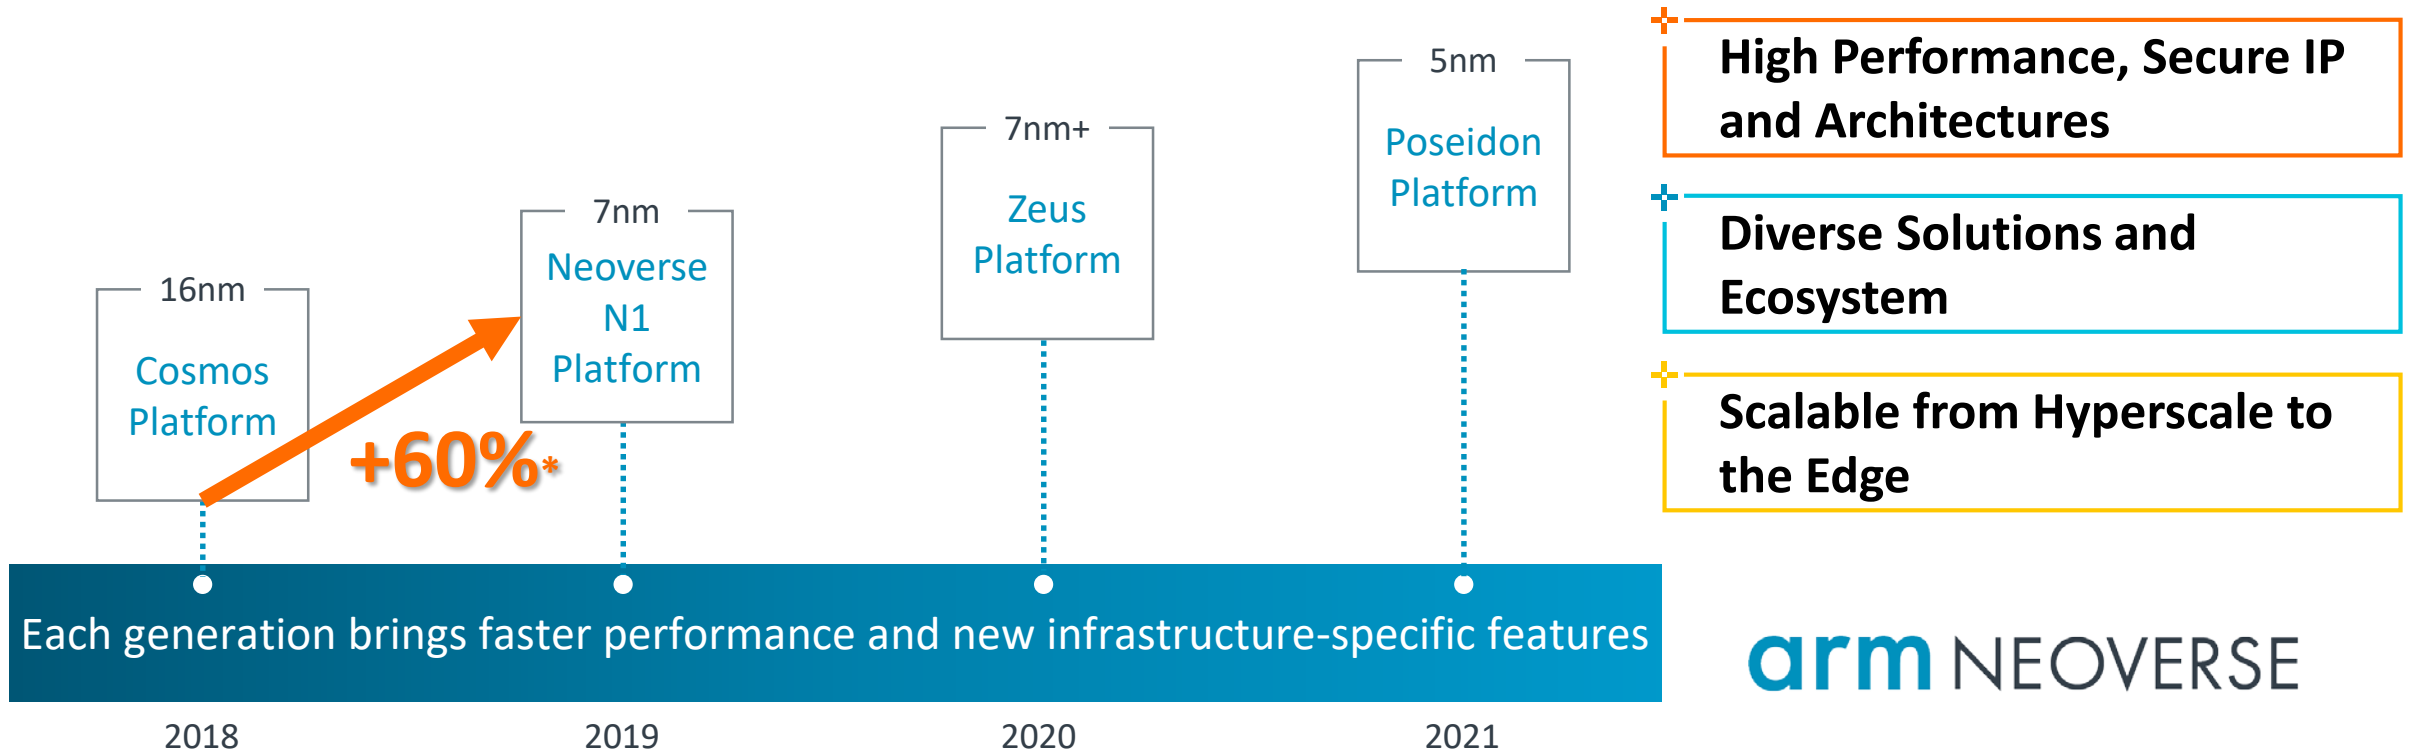 16nm
Cosmos
Platform
+60%*
7nm
Neoverse
N1
Platform
7nm+
Zeus
Platform
5nm
Poseidon
Platform
Each generation brings faster performance and new infrastructure-specific features
2018
2019
2020
2021
High Performance, Secure IP
and Architectures
Diverse Solutions and
Ecosystem
Scalable from Hyperscale to
the Edge
arm NEOVERSE